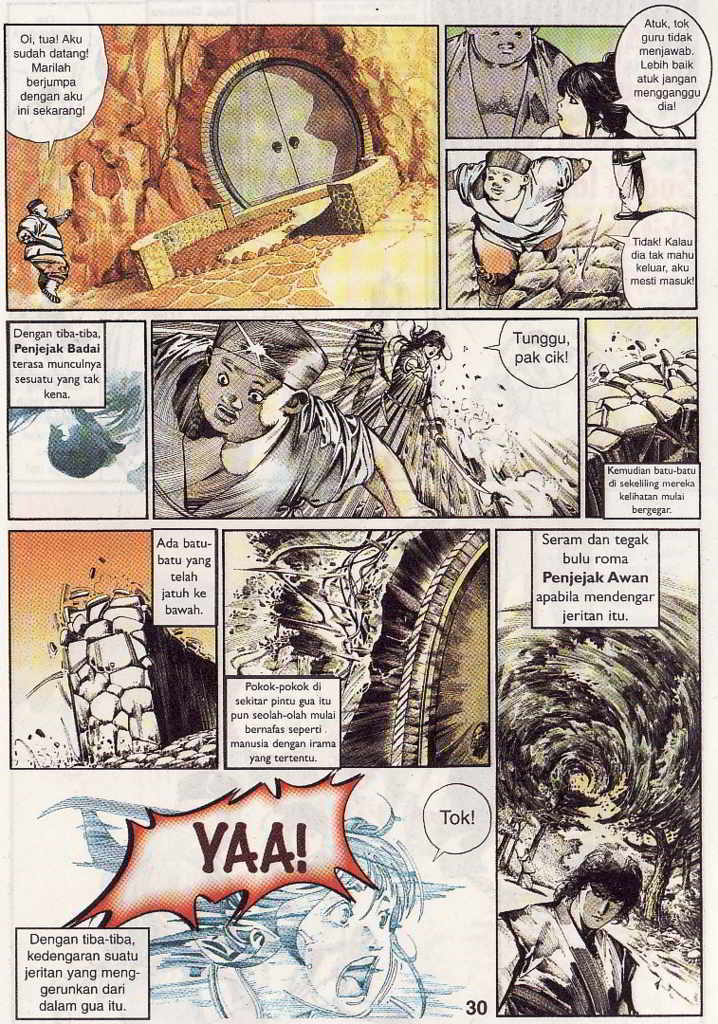 Oi, tua! Aku
sudah datang!
Marilah
berjumpa
dengan aku
ini sekarang!
Atuk, tok
guru tidak
menjawab.
Lebih baik
atuk jangan
mengganggu
dia!
Tidak! Kalau
dia tak mahu
keluar, aku
mesti masuk!
Dengan tiba-tiba,
Penjejak Badai
terasa munculnya
sesuatu yang tak
kena.
Tunggu,
pak cik!
Kemudian batu-batu
di sekeliling mereka
kelihatan mulai
bergegar.
Ada batu-
batu yang
telah
jatuh ke
bawah.
Pokok-pokok di
sekitar pintu gua itu
pun seolah-olah mulai
bernafas seperti
manusia dengan irama
yang tertentu.
Seram dan tegak
bulu roma
Penjejak Awan
apabila mendengar
jeritan itu.
YAA!
Tok!
Dengan tiba-tiba,
kedengaran suatu
jeritan yang meng-
gerunkan dari
dalam gua itu.
30